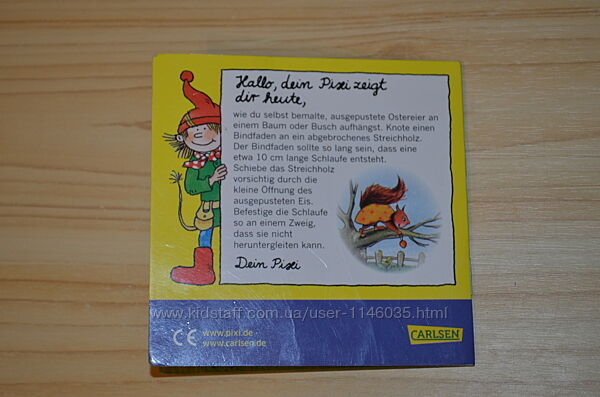 Hallo, dein Pixi zeigt
dir heute,
wie du selbst bemalte, ausgepustete Ostereier an
einem Baum oder Busch aufhängst. Knote einen
Bindfaden an ein abgebrochenes Streichholz.
Der Bindfaden sollte so lang sein, dass eine
etwa 10 cm lange Schlaufe entsteht.
Schiebe das Streichholz
vorsichtig durch die
kleine Öffnung des
ausgepusteten Eis.
Befestige die Schlaufe
so an einem Zweig,
dass sie nicht
heruntergleiten kann.
Dein Pixi
www.kidstaff.com.ua/user-1146035.html
CE
www.pixi.de
www.carlsen.de
CARLSEN